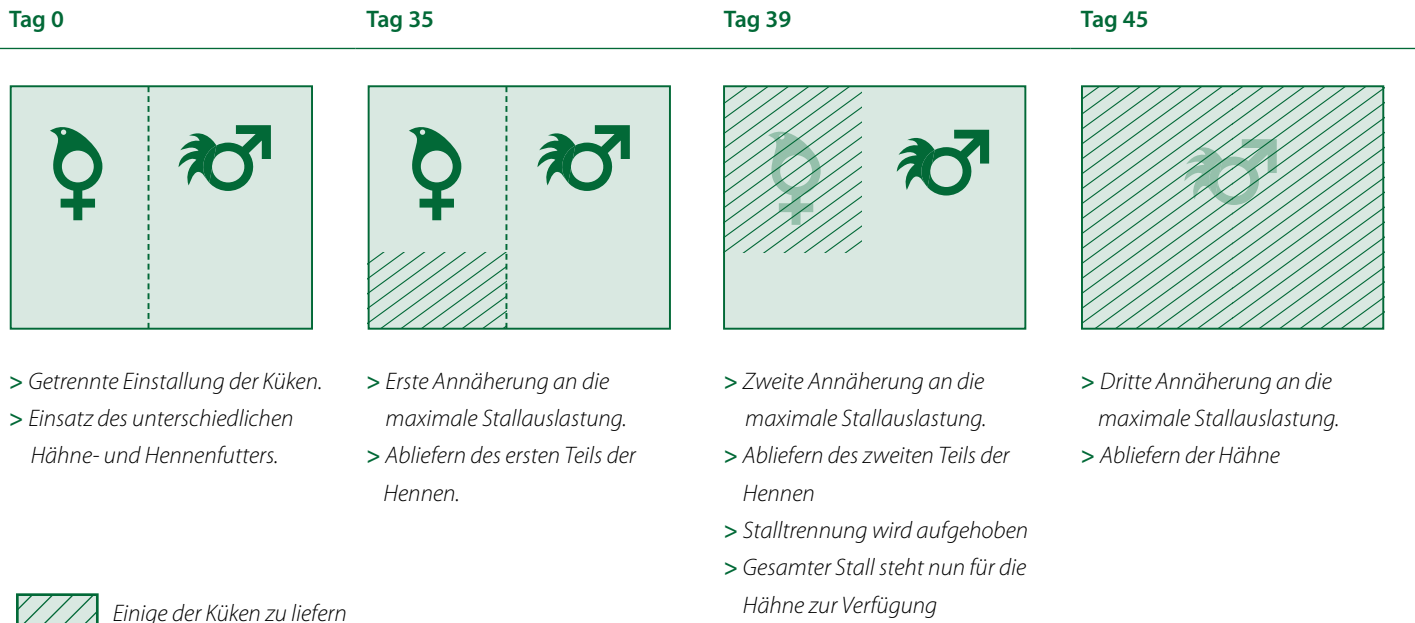 Tag 0
Tag 35
Tag 39
Tag 45
> Getrennte Einstallung der Küken.
> Einsatz des unterschiedlichen
Hähne- und Hennenfutters.
> Erste Annäherung an die
maximale Stallauslastung.
> Abliefern des ersten Teils der
Hennen.
> Zweite Annäherung an die
maximale Stallauslastung.
> Abliefern des zweiten Teils der
Hennen
> Stalltrennung wird aufgehoben
> Gesamter Stall steht nun für die
Hähne zur Verfügung
> Dritte Annäherung an die
maximale Stallauslastung.
> Abliefern der Hähne
Einige der Küken zu liefern